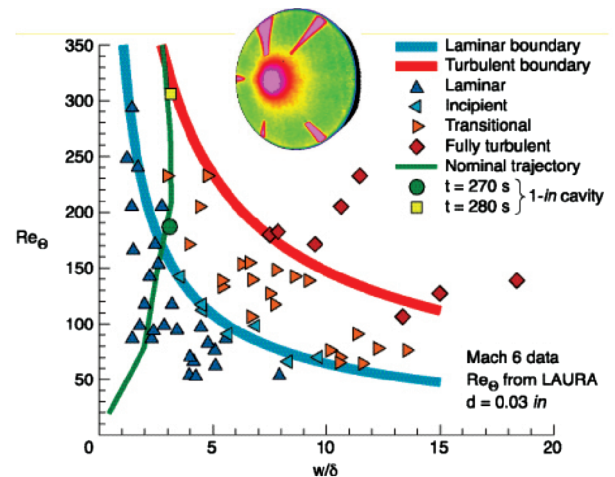 350
300
250
200
150
100
50
0
5
10
15
20
Re_Θ
w/δ
Laminar boundary
Turbulent boundary
Laminar
Incipient
Transitional
Fully turbulent
Nominal trajectory
t = 270 s
t = 280 s
1-in cavity
Mach 6 data
Re_Θ from LAURA
d = 0.03 in